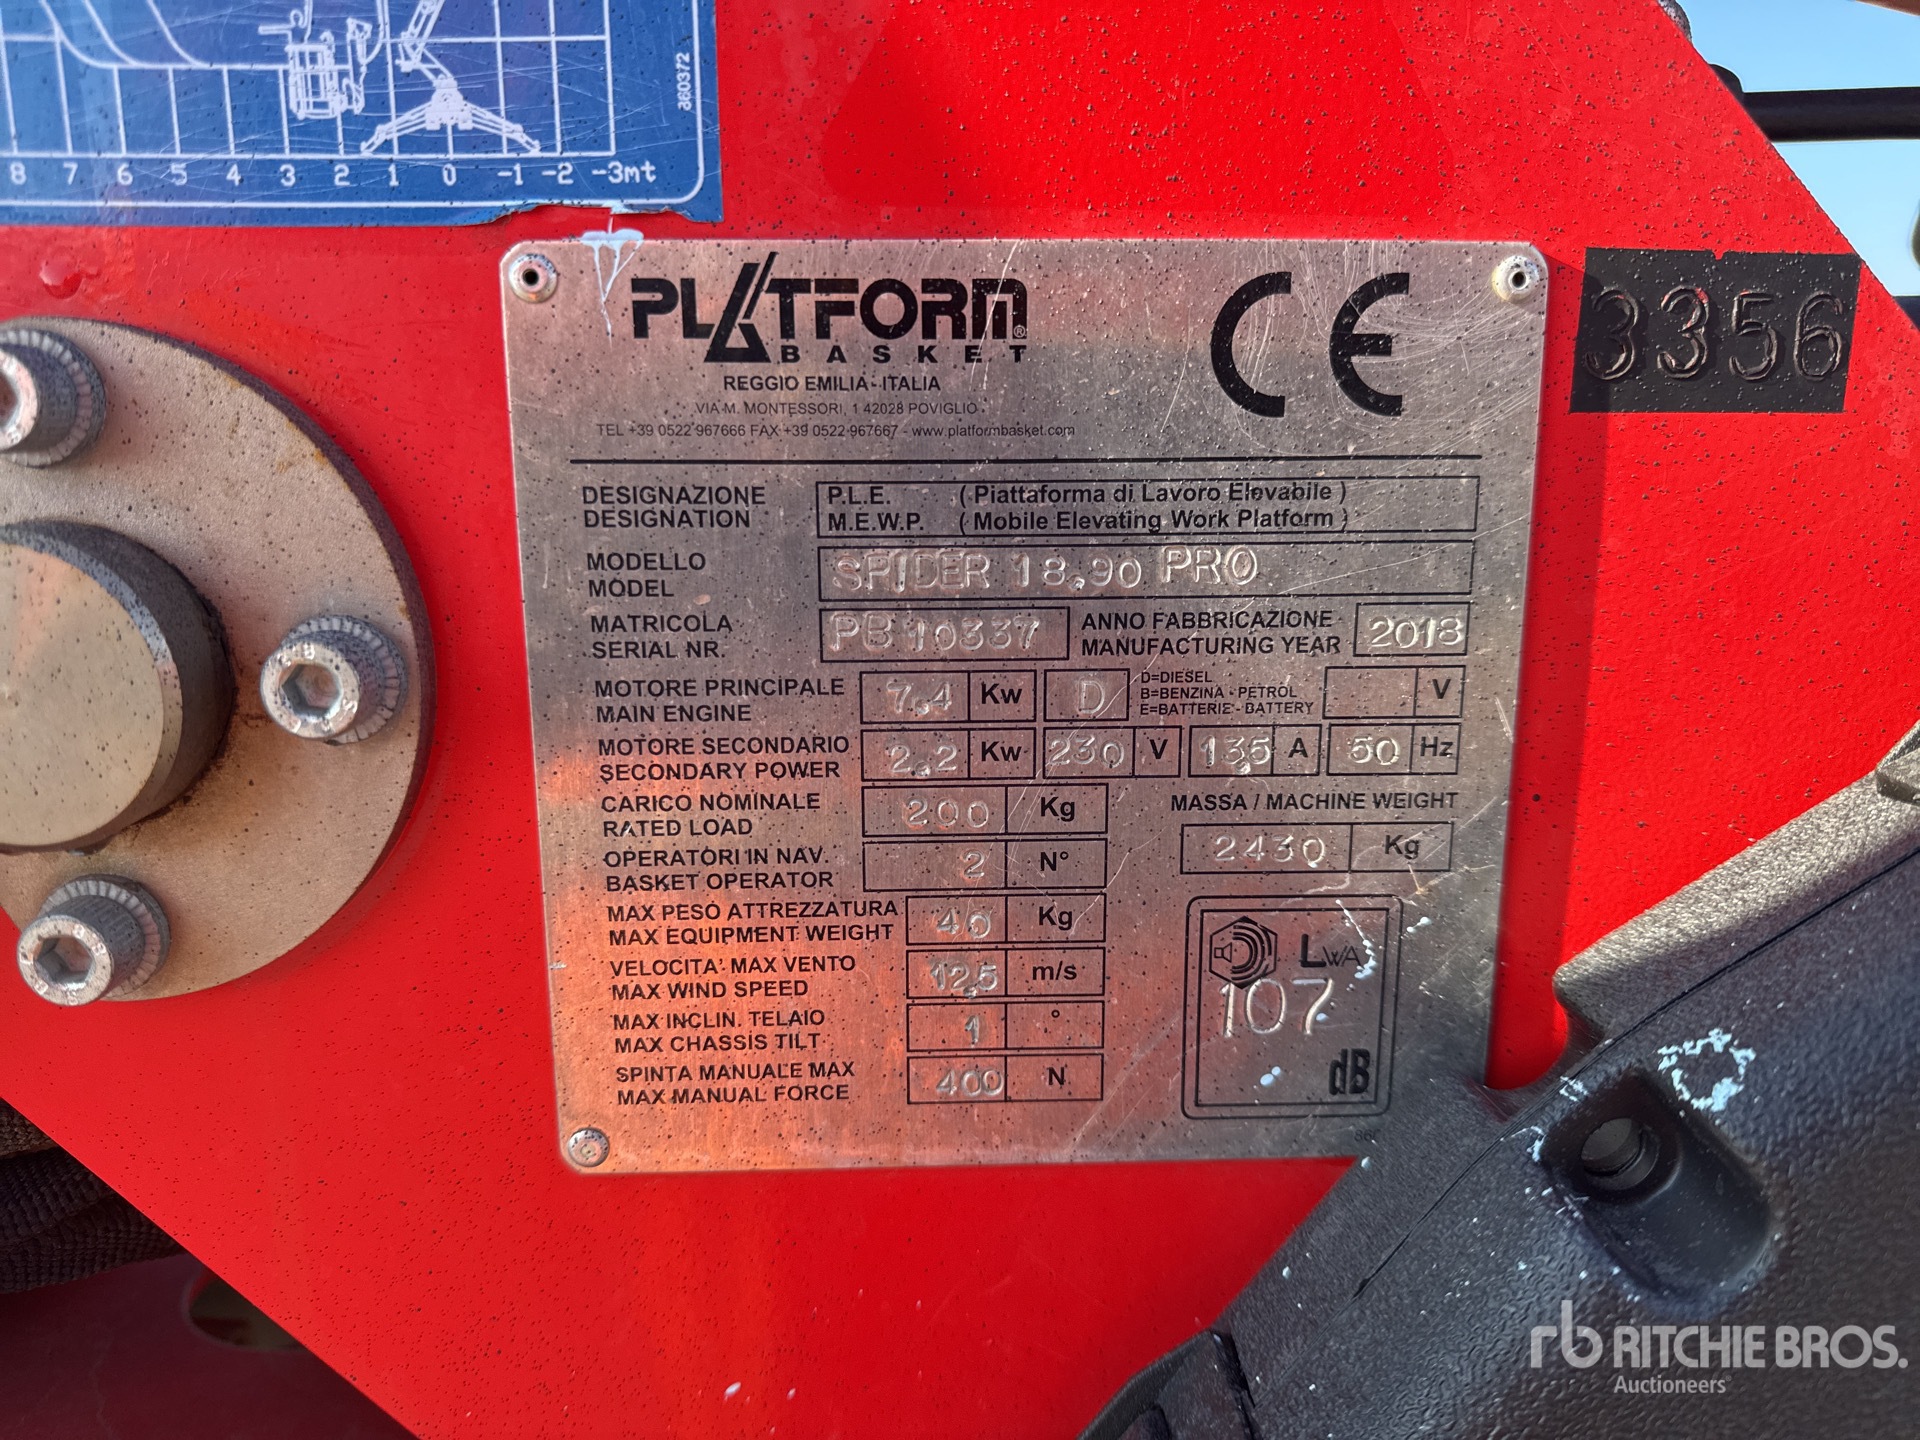 860372
8 7 6 5 4 3 2 1 0 -1 -2 -3mt
PLATFORM®
BASKET
REGGIO EMILIA - ITALIA
VIA M. MONTESSORI, 1 42028 POVIGLIO
TEL +39 0522 967666 FAX +39 0522 967667 - www.platformbasket.com
CE
3356
DESIGNAZIONE P.L.E. ( Piattaforma di Lavoro Elevabile )
DESIGNATION M.E.W.P. ( Mobile Elevating Work Platform )
MODELLO
MODEL SPIDER 18.90 PRO
MATRICOLA
SERIAL NR. PB 10337
ANNO FABBRICAZIONE
MANUFACTURING YEAR 2018
MOTORE PRINCIPALE
MAIN ENGINE 7.4 Kw D
D=DIESEL
B=BENZINA - PETROL
E=BATTERIE - BATTERY
V
MOTORE SECONDARIO
SECONDARY POWER 2.2 Kw 230 V 13,5 A 50 Hz
CARICO NOMINALE
RATED LOAD 200 Kg
MASSA / MACHINE WEIGHT
2430 Kg
OPERATORI IN NAV.
BASKET OPERATOR 2 N°
MAX PESO ATTREZZATURA
MAX EQUIPMENT WEIGHT 40 Kg
VELOCITA' MAX VENTO
MAX WIND SPEED 12,5 m/s
MAX INCLIN. TELAIO
MAX CHASSIS TILT 1 °
SPINTA MANUALE MAX
MAX MANUAL FORCE 400 N
LWA
107
dB
rb RITCHIE BROS.
Auctioneers